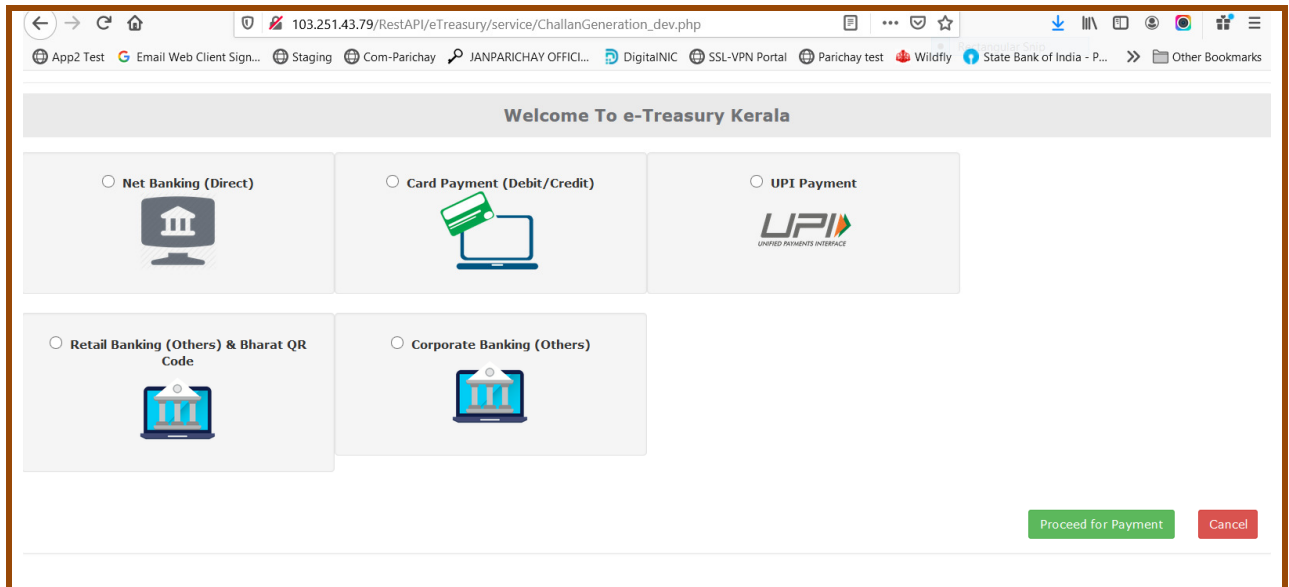 103.251.43.79/RestAPI/eTreasury/service/ChallanGeneration_dev.php
App2 Test Email Web Client Sign... Staging Com-Parichay JANPARICHAY OFFICI... DigitalNIC SSL-VPN Portal Parichay test Wildfly State Bank of India - P... Other Bookmarks
Rectangular Snip
Welcome To e-Treasury Kerala
Net Banking (Direct) Card Payment (Debit/Credit) UPI Payment
UPI
UNIFIED PAYMENTS INTERFACE
Retail Banking (Others) & Bharat QR
Code
Corporate Banking (Others)
Proceed for Payment Cancel